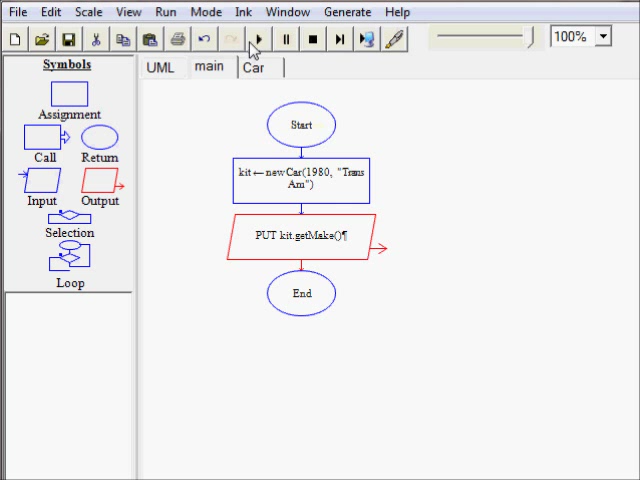 File Edit Scale View Run Mode Ink Window Generate Help
100%
Symbols
Assignment
Call Return
Input Output
Selection
Loop
UML main Car
Start
kit ← new Car(1980, "Trans
Am")
PUT kit.getMake()¶
End